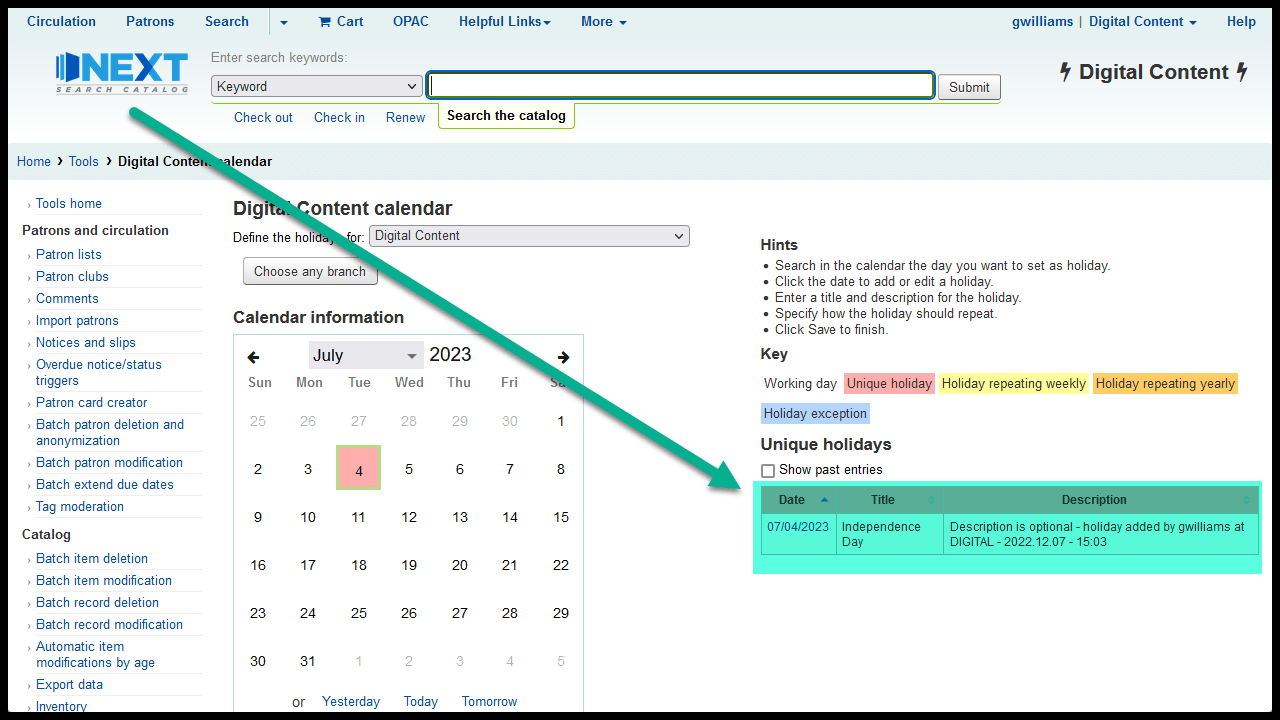 Circulation Patrons Search Cart OPAC Helpful Links More gwilliams | Digital Content Help
NEXT
SEARCH CATALOG
Enter search keywords:
Keyword Submit
Digital Content
Check out Check in Renew Search the catalog
Home › Tools › Digital Content calendar
Tools home
Patrons and circulation
Patron lists
Patron clubs
Comments
Import patrons
Notices and slips
Overdue notice/status
triggers
Patron card creator
Batch patron deletion and
anonymization
Batch patron modification
Batch extend due dates
Tag moderation
Catalog
Batch item deletion
Batch item modification
Batch record deletion
Batch record modification
Automatic item
modifications by age
Export data
Inventory
Digital Content calendar
Define the holidays for: Digital Content
Choose any branch
Calendar information
July 2023
Sun Mon Tue Wed Thu Fri Sat
25 26 27 28 29 30 1
2 3 4 5 6 7 8
9 10 11 12 13 14 15
16 17 18 19 20 21 22
23 24 25 26 27 28 29
30 31 1 2 3 4 5
or Yesterday Today Tomorrow
Hints
• Search in the calendar the day you want to set as holiday.
• Click the date to add or edit a holiday.
• Enter a title and description for the holiday.
• Specify how the holiday should repeat.
• Click Save to finish.
Key
Working day Unique holiday Holiday repeating weekly Holiday repeating yearly
Holiday exception
Unique holidays
Show past entries
Date Title Description
07/04/2023 Independence Day Description is optional - holiday added by gwilliams at
DIGITAL - 2022.12.07 - 15:03